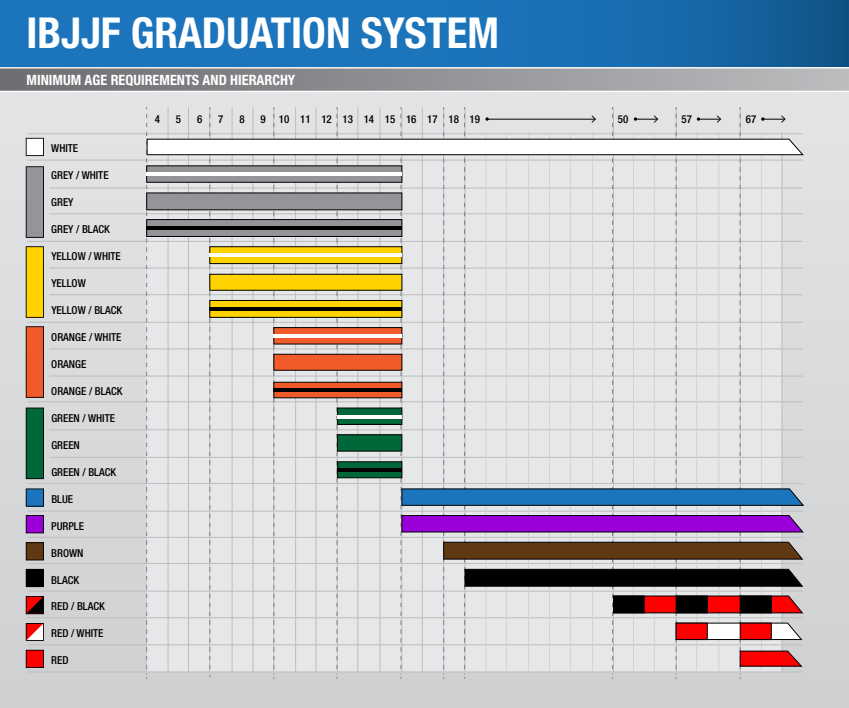 IBJJF GRADUATION SYSTEM
MINIMUM AGE REQUIREMENTS AND HIERARCHY
4 5 6 7 8 9 10 11 12 13 14 15 16 17 18 19 50 57 67
WHITE
GREY / WHITE
GREY
GREY / BLACK
YELLOW / WHITE
YELLOW
YELLOW / BLACK
ORANGE / WHITE
ORANGE
ORANGE / BLACK
GREEN / WHITE
GREEN
GREEN / BLACK
BLUE
PURPLE
BROWN
BLACK
RED / BLACK
RED / WHITE
RED